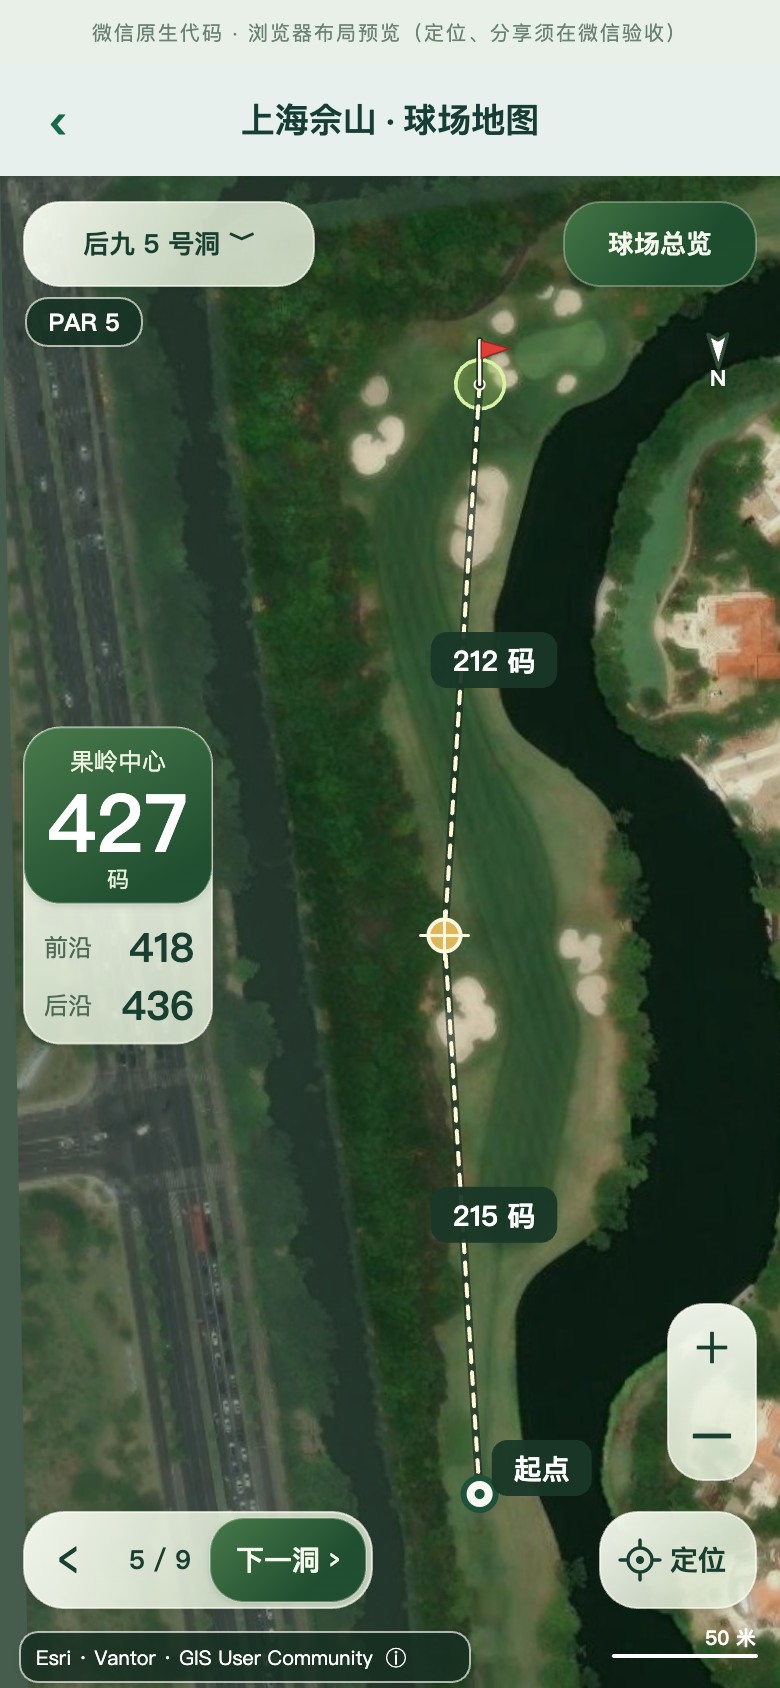 微信原生代码 · 浏览器布局预览（定位、分享须在微信验收）
‹ 上海佘山 · 球场地图
后九 5 号洞
球场总览
PAR 5
N
212 码
果岭中心
427
码
前沿 418
后沿 436
215 码
+
−
起点
< 5 / 9 下一洞 ›
定位
50 米
Esri · Vantor · GIS User Community ⓘ